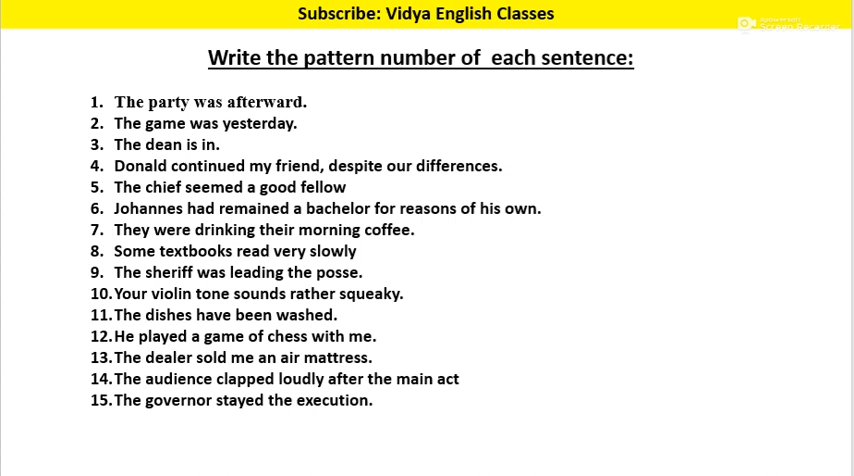 Subscribe: Vidya English Classes
Apowersoft
Screen Recorder
Write the pattern number of each sentence:
1. The party was afterward.
2. The game was yesterday.
3. The dean is in.
4. Donald continued my friend, despite our differences.
5. The chief seemed a good fellow
6. Johannes had remained a bachelor for reasons of his own.
7. They were drinking their morning coffee.
8. Some textbooks read very slowly
9. The sheriff was leading the posse.
10. Your violin tone sounds rather squeaky.
11. The dishes have been washed.
12. He played a game of chess with me.
13. The dealer sold me an air mattress.
14. The audience clapped loudly after the main act
15. The governor stayed the execution.